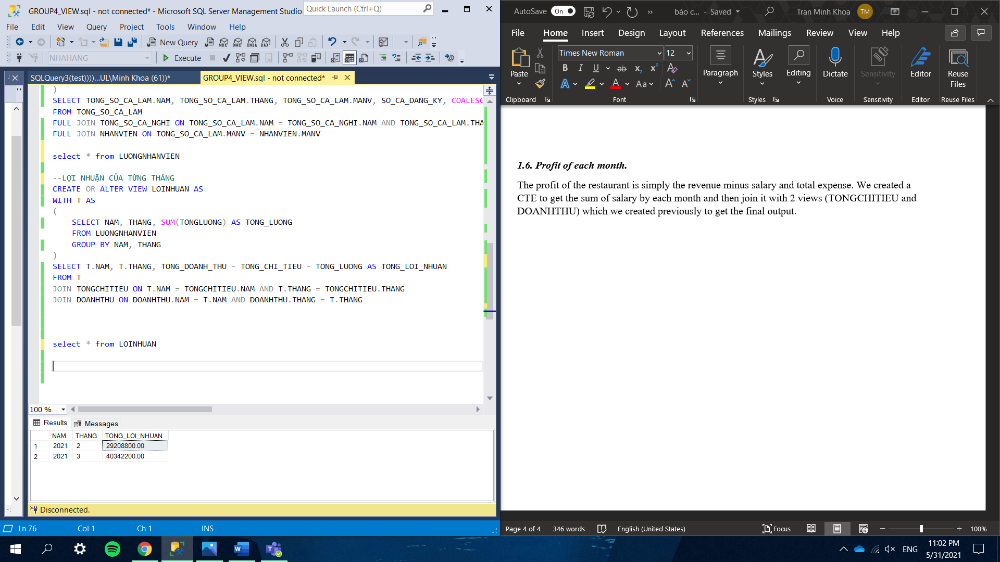 GROUP4_VIEW.sql - not connected* - Microsoft SQL Server Management Studio
Quick Launch (Ctrl+Q)
File Edit View Query Project Tools Window Help
New Query
MDX DMX XMLA DAX
NHAHANG
Execute
SQLQuery3(test))))...UL\Minh Khoa (61))*
GROUP4_VIEW.sql - not connected*
)
SELECT TONG_SO_CA_LAM.NAM, TONG_SO_CA_LAM.THANG, TONG_SO_CA_LAM.MANV, SO_CA_DANG_KY, COALESC
FROM TONG_SO_CA_LAM
FULL JOIN TONG_SO_CA_NGHI ON TONG_SO_CA_LAM.NAM = TONG_SO_CA_NGHI.NAM AND TONG_SO_CA_LAM.THA
FULL JOIN NHANVIEN ON TONG_SO_CA_LAM.MANV = NHANVIEN.MANV
select * from LUONGNHANVIEN
--LỢI NHUẬN CỦA TỪNG THÁNG
CREATE OR ALTER VIEW LOINHUAN AS
WITH T AS
(
SELECT NAM, THANG, SUM(TONGLUONG) AS TONG_LUONG
FROM LUONGNHANVIEN
GROUP BY NAM, THANG
)
SELECT T.NAM, T.THANG, TONG_DOANH_THU - TONG_CHI_TIEU - TONG_LUONG AS TONG_LOI_NHUAN
FROM T
JOIN TONGCHITIEU ON T.NAM = TONGCHITIEU.NAM AND T.THANG = TONGCHITIEU.THANG
JOIN DOANHTHU ON DOANHTHU.NAM = T.NAM AND DOANHTHU.THANG = T.THANG
select * from LOINHUAN
100 %
Results Messages
NAM THANG TONG_LOI_NHUAN
1 2021 2 29208800.00
2 2021 3 40342200.00
Disconnected.
Ln 76 Col 1 Ch 1 INS
AutoSave On
báo c... - Saved
Tran Minh Khoa TM
File Home Insert Design Layout References Mailings Review View Help
Times New Roman 12
Paste
B I U ab x₂ x²
A A Aa A A
Paragraph Styles Editing Dictate Sensitivity Editor Reuse Files
Clipboard Font Styles Voice Sensitivity Editor Reuse Files
1.6. Profit of each month.
The profit of the restaurant is simply the revenue minus salary and total expense. We created a
CTE to get the sum of salary by each month and then join it with 2 views (TONGCHITIEU and
DOANHTHU) which we created previously to get the final output.
Page 4 of 4 346 words English (United States) Focus 100%
ENG
11:02 PM
5/31/2021